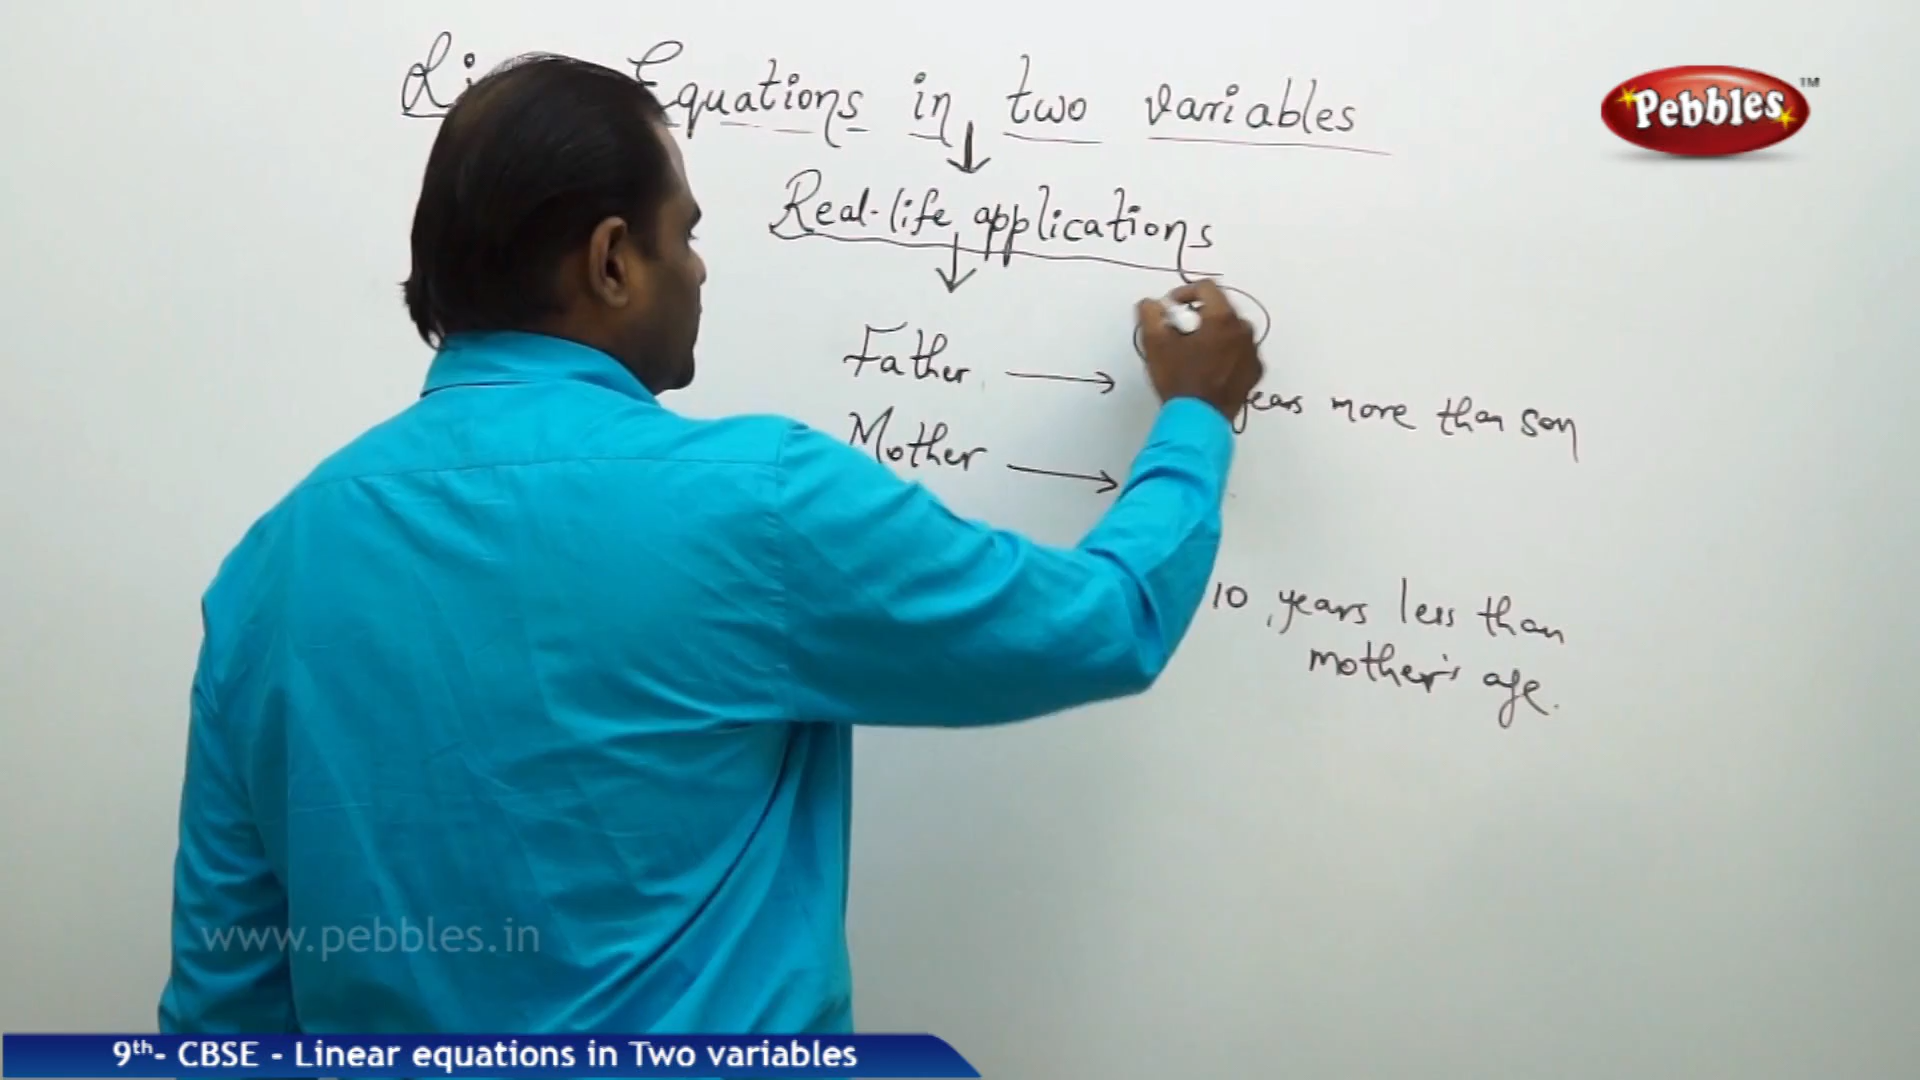 Equations in two variables
Pebbles™
Real-life applications
Father
years more than son
Mother
10 years less than
mother's age.
www.pebbles.in
9th- CBSE - Linear equations in Two variables